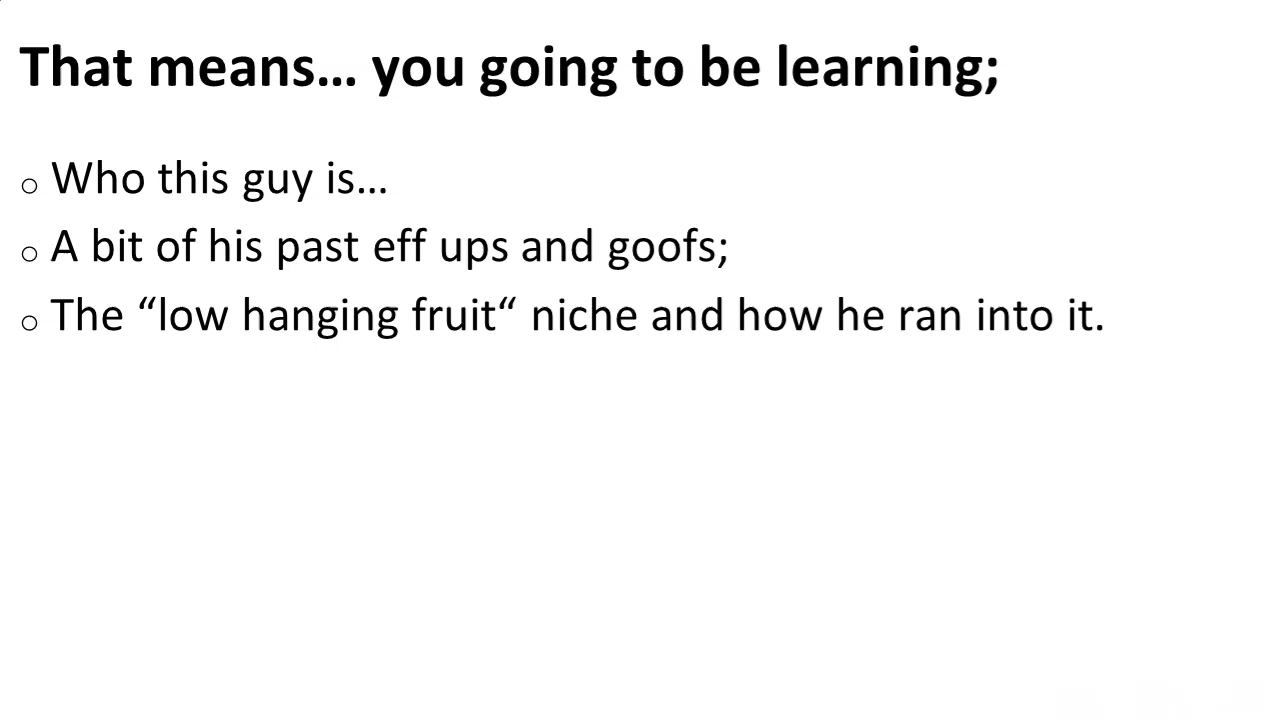 That means… you going to be learning;
o Who this guy is…
o A bit of his past eff ups and goofs;
o The “low hanging fruit“ niche and how he ran into it.